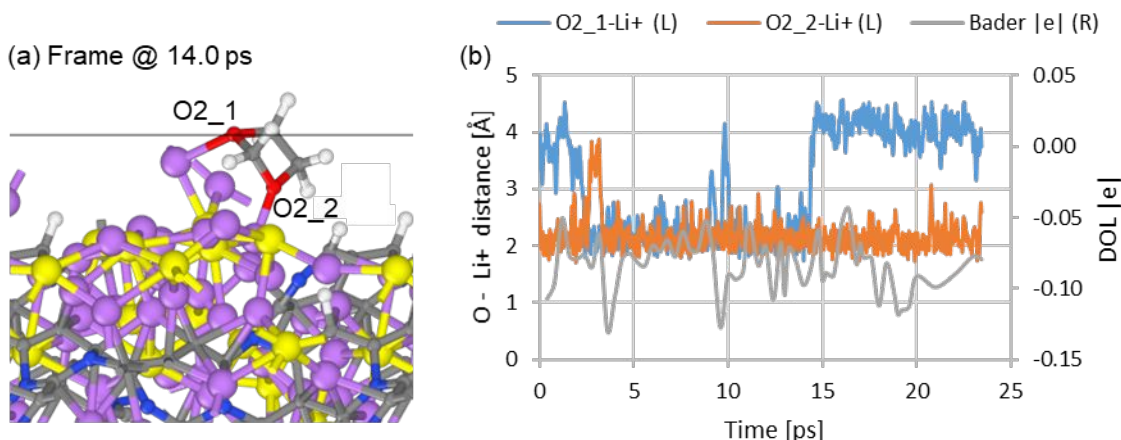 O2_1-Li+ (L) O2_2-Li+ (L) Bader |e| (R)
(a) Frame @ 14.0 ps
(b)
O2_1
O2_2
5
4
3
2
1
0
O - Li+ distance [Å]
0.05
0.00
-0.05
-0.10
-0.15
DOL |e|
0 5 10 15 20 25
Time [ps]